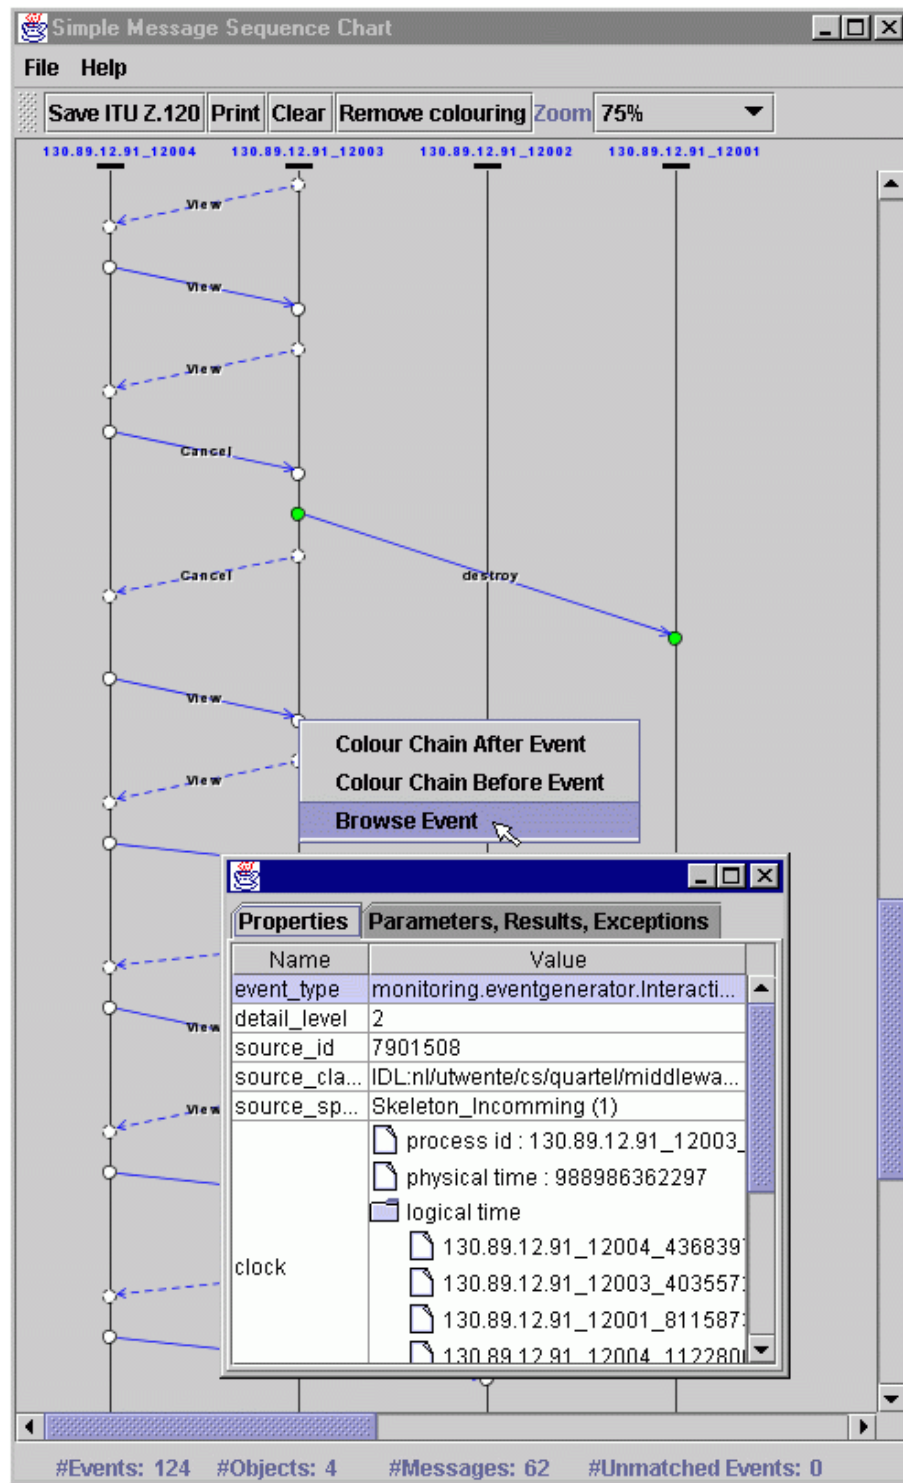 Simple Message Sequence Chart
File Help
Save ITU Z.120 Print Clear Remove colouring Zoom 75%
130.89.12.91_12004 130.89.12.91_12003 130.89.12.91_12002 130.89.12.91_12001
View
View
View
Cancel
Cancel destroy
View
Colour Chain After Event
View
Colour Chain Before Event
Browse Event
Properties Parameters, Results, Exceptions
Name Value
event_type monitoring.eventgenerator.Interacti...
detail_level 2
View
source_id 7901508
source_cla... IDL:nl/utwente/cs/quartel/middlewa...
source_sp... Skeleton_Incomming (1)
View
process id : 130.89.12.91_12003_
physical time : 988986362297
logical time
130.89.12.91_12004_436839
clock
130.89.12.91_12003_403557
130.89.12.91_12001_811587
130.89.12.91_12004_112280
#Events: 124 #Objects: 4 #Messages: 62 #Unmatched Events: 0